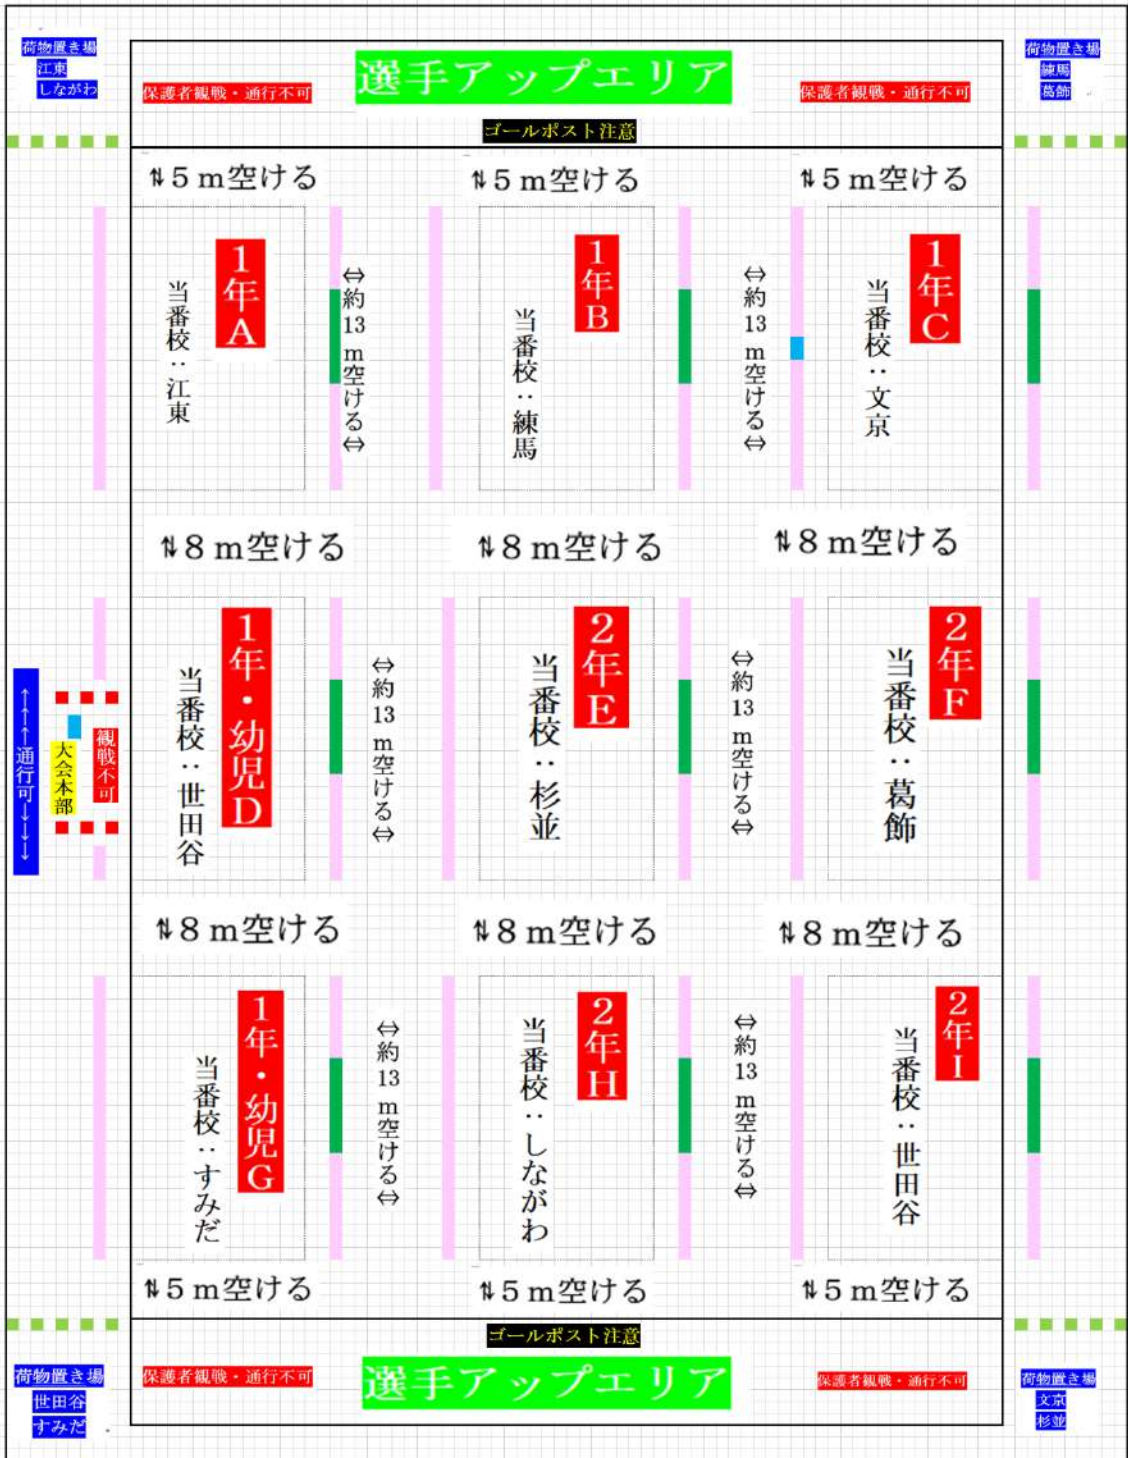 荷物置き場
江東
しながわ
保護者観戦・通行不可
選手アップエリア
保護者観戦・通行不可
荷物置き場
練馬
葛飾
ゴールポスト注意
⇅5m空ける
⇅5m空ける
⇅5m空ける
1年A
当番校：江東
⇔約13m空ける⇔
1年B
当番校：練馬
⇔約13m空ける⇔
1年C
当番校：文京
⇅8m空ける
⇅8m空ける
⇅8m空ける
←←←通行可→→→
大会本部
観戦不可
1年・幼児D
当番校：世田谷
⇔約13m空ける⇔
2年E
当番校：杉並
⇔約13m空ける⇔
2年F
当番校：葛飾
⇅8m空ける
⇅8m空ける
⇅8m空ける
1年・幼児G
当番校：すみだ
⇔約13m空ける⇔
2年H
当番校：しながわ
⇔約13m空ける⇔
2年I
当番校：世田谷
⇅5m空ける
⇅5m空ける
⇅5m空ける
ゴールポスト注意
荷物置き場
世田谷
すみだ
保護者観戦・通行不可
選手アップエリア
保護者観戦・通行不可
荷物置き場
文京
杉並